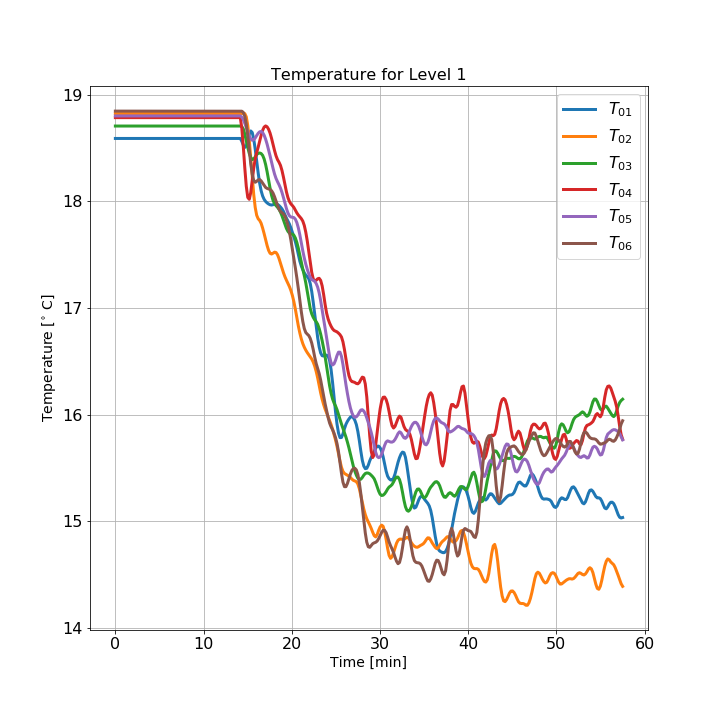 Temperature for Level 1
19
18
17
16
15
14
Temperature [° C]
0 10 20 30 40 50 60
Time [min]
T01
T02
T03
T04
T05
T06